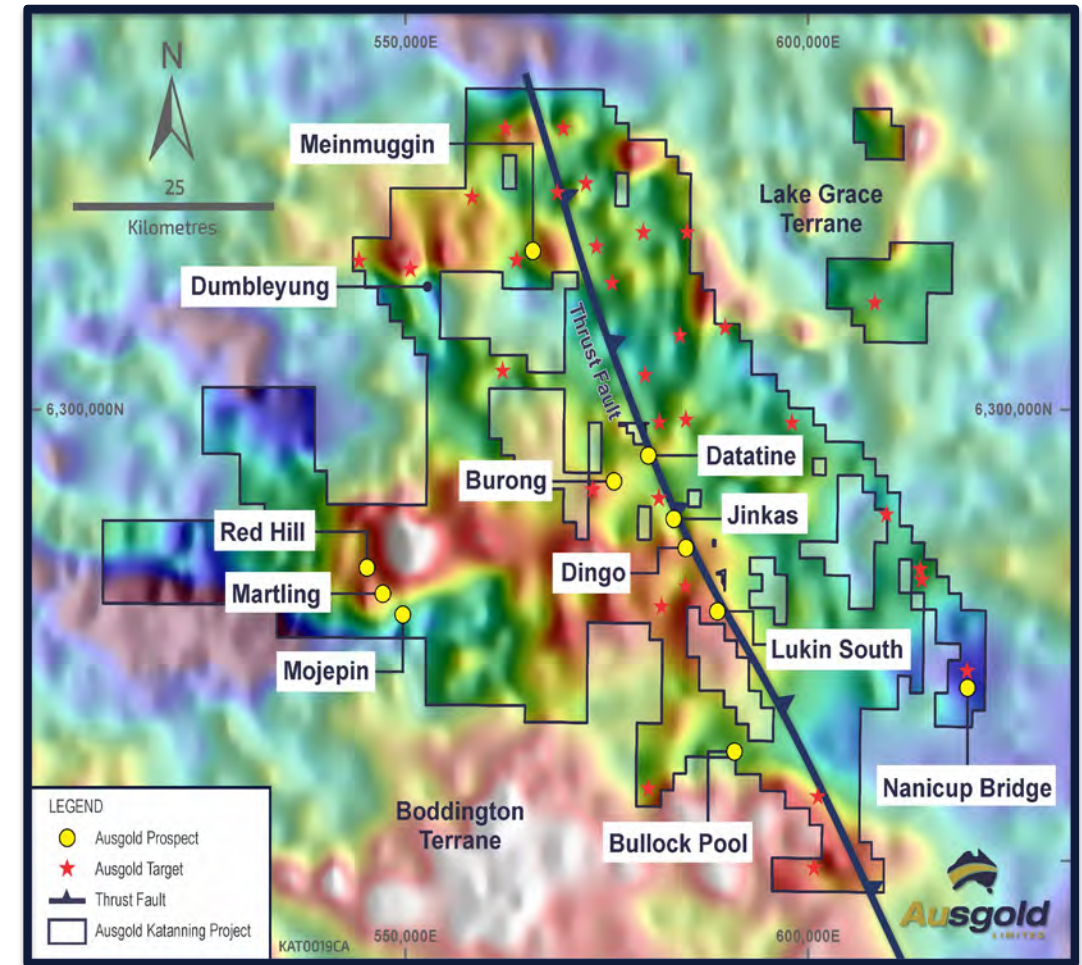 550,000E
600,000E
N
25
Kilometres
Meinmuggin
Lake Grace
Terrane
Dumbleyung
Thrust Fault
6,300,000N
6,300,000N
Datatine
Burong
Jinkas
Red Hill
Dingo
Martling
Lukin South
Mojepin
Nanicup Bridge
Boddington
Terrane
Bullock Pool
LEGEND
Ausgold Prospect
Ausgold Target
Thrust Fault
Ausgold Katanning Project
KAT0019CA
550,000E
600,000E
Ausgold
LIMITED